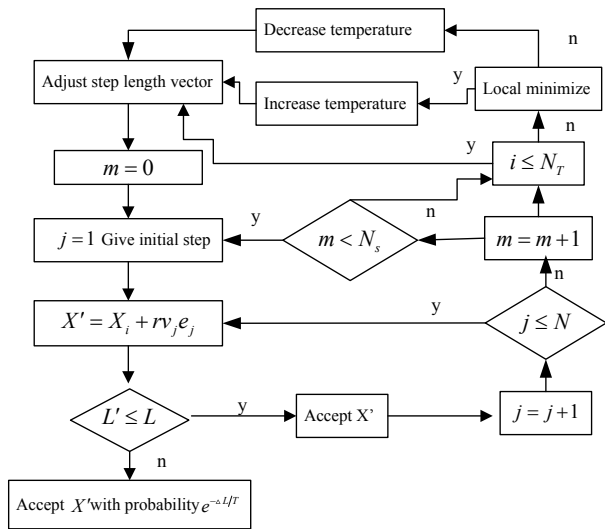 Decrease temperature
n
Adjust step length vector
y
Local minimize
Increase temperature
n
y
i ≤ N_T
m = 0
y
n
j = 1 Give initial step
m < N_s
m = m+1
n
X′ = X_i + rv_j e_j
y
j ≤ N
L′ ≤ L
y
Accept X’
j = j+1
n
Accept X′ with probability e^{-△L/T}